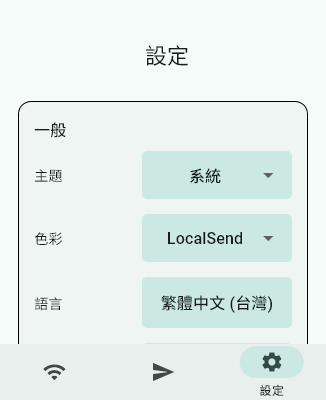 設定
一般
主題
系統
色彩
LocalSend
語言
繁體中文 (台灣)
設定